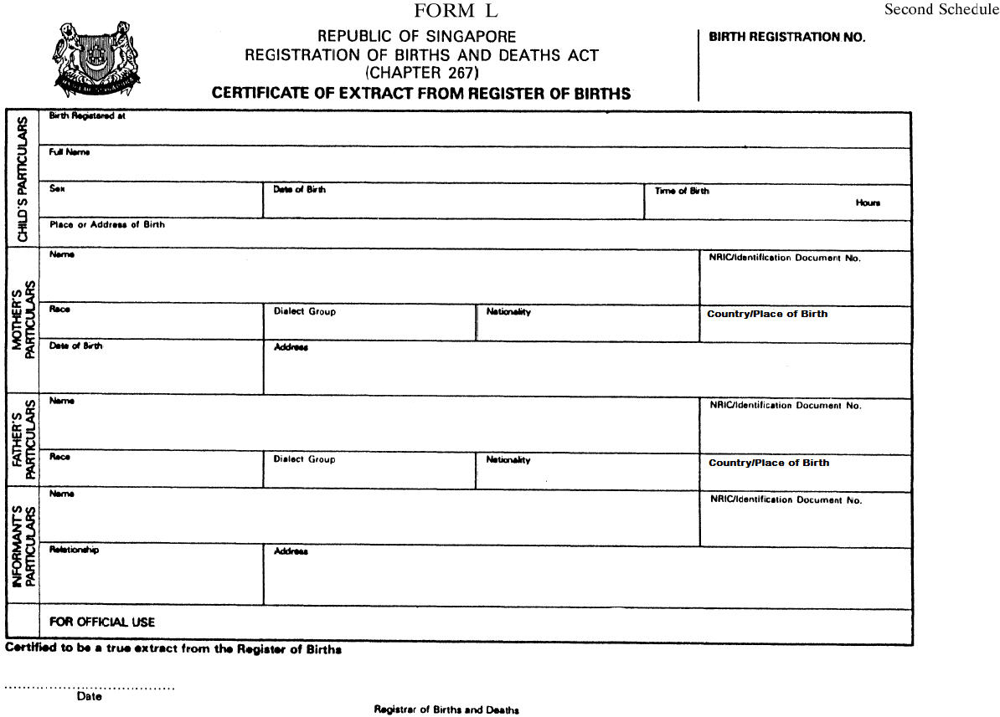 FORM L
Second Schedule
REPUBLIC OF SINGAPORE
REGISTRATION OF BIRTHS AND DEATHS ACT
(CHAPTER 267)
CERTIFICATE OF EXTRACT FROM REGISTER OF BIRTHS
BIRTH REGISTRATION NO.
CHILD'S PARTICULARS
Birth Registered at
Full Name
Sex
Date of Birth
Time of Birth
Hours
Place or Address of Birth
MOTHER'S
PARTICULARS
Name
NRIC/Identification Document No.
Race
Dialect Group
Nationality
Country/Place of Birth
Date of Birth
Address
FATHER'S
PARTICULARS
Name
NRIC/Identification Document No.
Race
Dialect Group
Nationality
Country/Place of Birth
INFORMANT'S
PARTICULARS
Name
NRIC/Identification Document No.
Relationship
Address
FOR OFFICIAL USE
Certified to be a true extract from the Register of Births
Date
Registrar of Births and Deaths